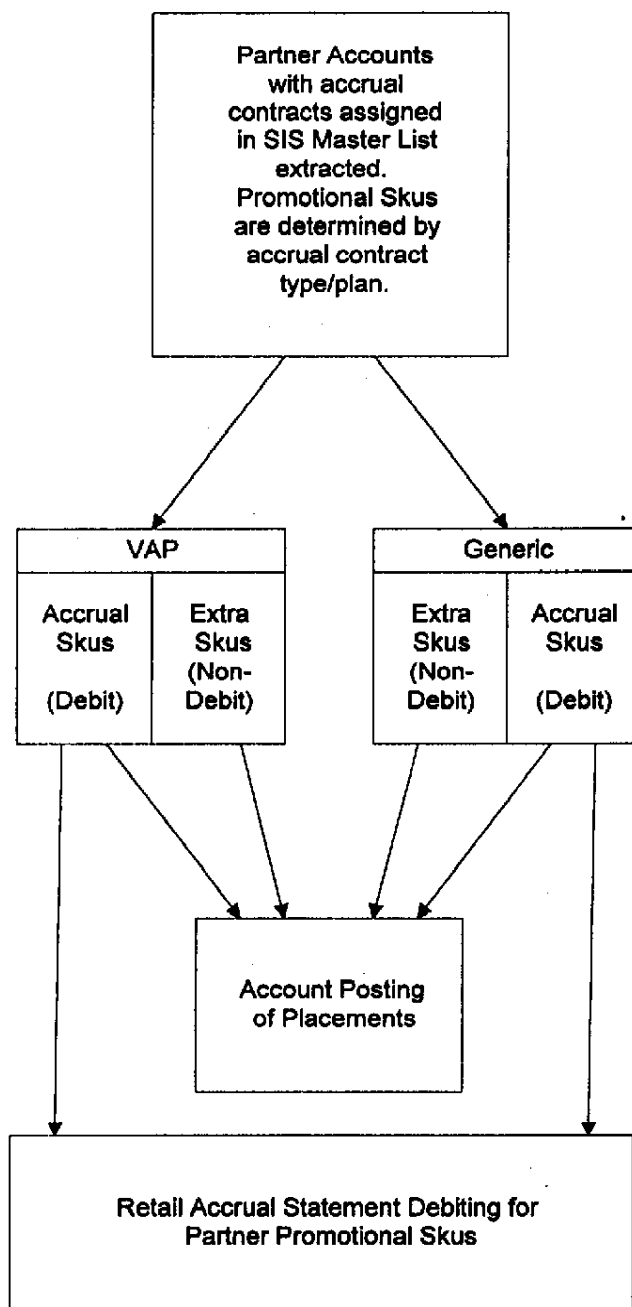 Partner Accounts
with accrual
contracts assigned
in SIS Master List
extracted.
Promotional Skus
are determined by
accrual contract
type/plan.
VAP
Accrual
Skus
(Debit)
Extra
Skus
(Non-
Debit)
Generic
Extra
Skus
(Non-
Debit)
Accrual
Skus
(Debit)
Account Posting
of Placements
Retail Accrual Statement Debiting for
Partner Promotional Skus